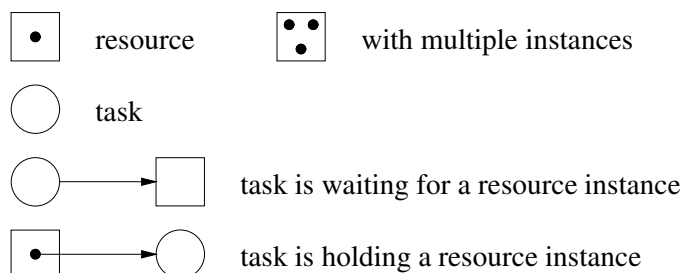 resource
with multiple instances
task
task is waiting for a resource instance
task is holding a resource instance